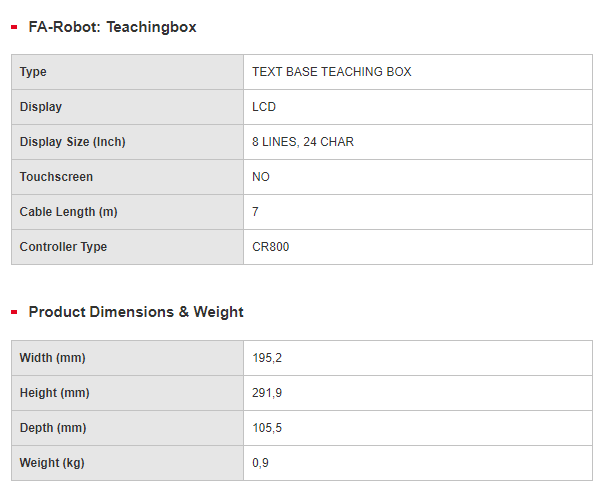 FA-Robot: Teachingbox
Type TEXT BASE TEACHING BOX
Display LCD
Display Size (Inch) 8 LINES, 24 CHAR
Touchscreen NO
Cable Length (m) 7
Controller Type CR800
Product Dimensions & Weight
Width (mm) 195,2
Height (mm) 291,9
Depth (mm) 105,5
Weight (kg) 0,9